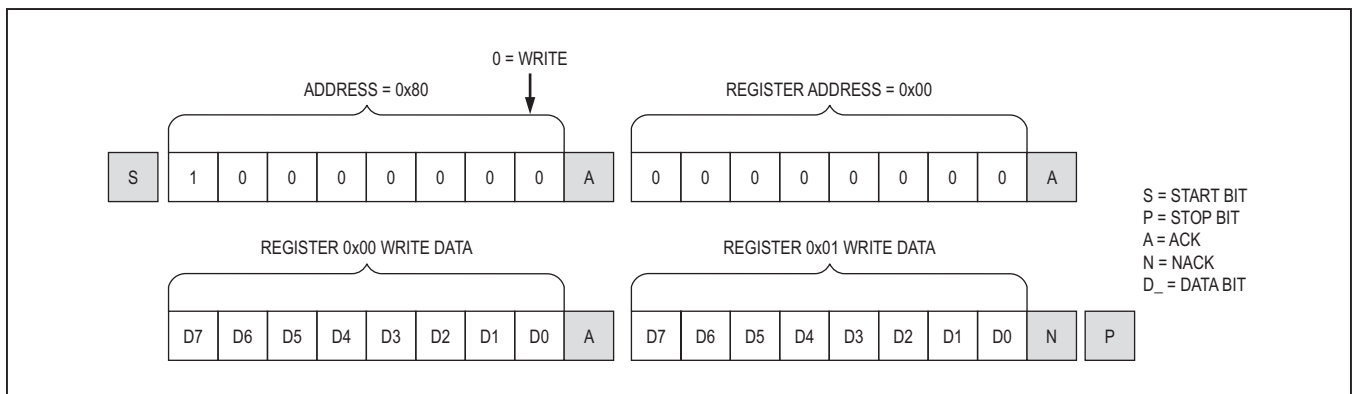 0 = WRITE
ADDRESS = 0x80 REGISTER ADDRESS = 0x00
S 1 0 0 0 0 0 0 0 A 0 0 0 0 0 0 0 0 A
S = START BIT
P = STOP BIT
A = ACK
N = NACK
D_ = DATA BIT
REGISTER 0x00 WRITE DATA REGISTER 0x01 WRITE DATA
D7 D6 D5 D4 D3 D2 D1 D0 A D7 D6 D5 D4 D3 D2 D1 D0 N P